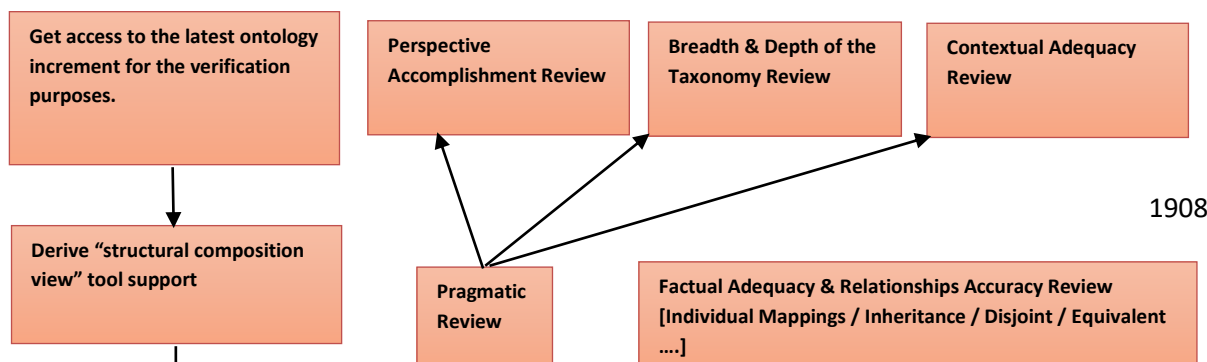 Get access to the latest ontology
increment for the verification
purposes.
Perspective
Accomplishment Review
Breadth & Depth of the
Taxonomy Review
Contextual Adequacy
Review
1908
Derive “structural composition
view” tool support
Pragmatic
Review
Factual Adequacy & Relationships Accuracy Review
[Individual Mappings / Inheritance / Disjoint / Equivalent
….]